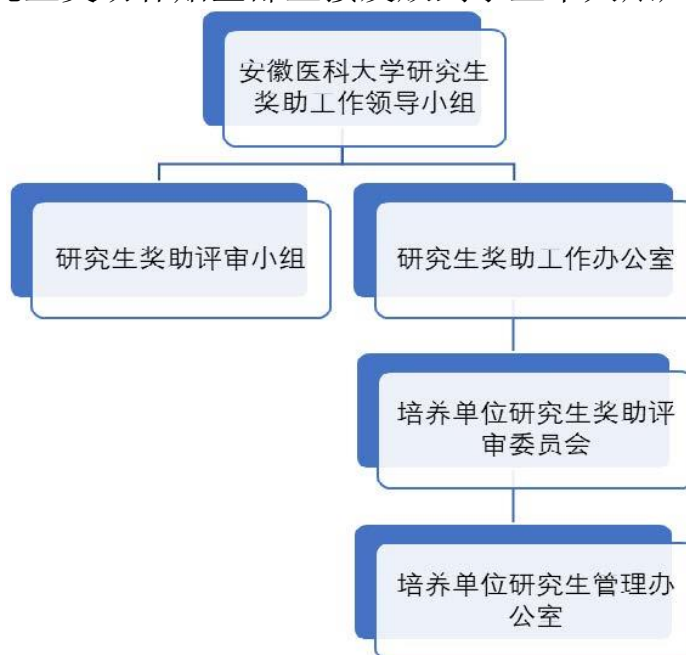 安徽医科大学研究生
奖助工作领导小组
研究生奖助评审小组
研究生奖助工作办公室
培养单位研究生奖助评
审委员会
培养单位研究生管理办
公室